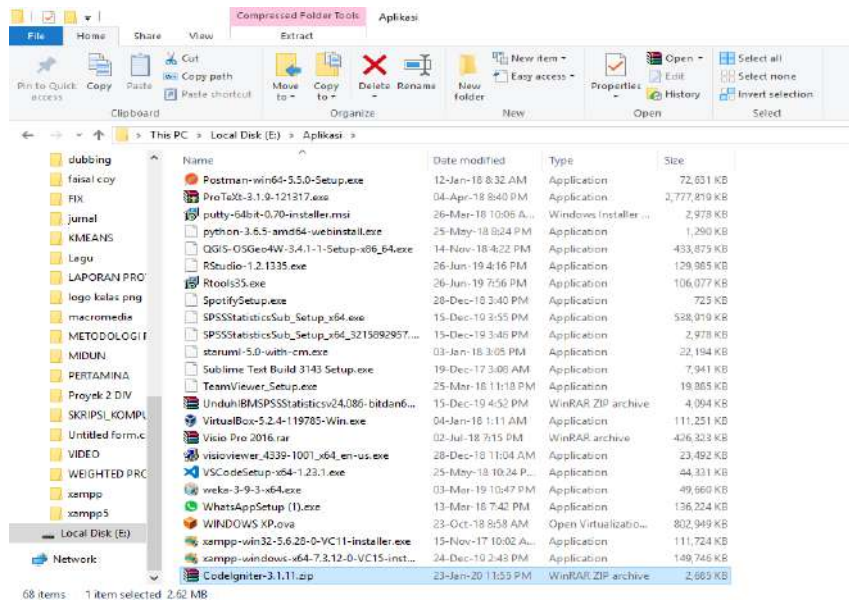 Compressed Folder Tools Aplikasi
File Home Share View Extract
Pin to Quick access
Copy
Paste
Cut
Copy path
Paste shortcut
Clipboard
Move to
Copy to
Delete
Rename
Organize
New folder
New item
Easy access
New
Properties
Open
Edit
History
Open
Select all
Select none
Invert selection
Select
> This PC > Local Disk (E:) > Aplikasi >
dubbing
faisal coy
FIX
jurnal
KMEANS
Lagu
LAPORAN PRO
logo kelas png
macromedia
METODOLOGI P
MIDUN
PERTAMINA
Proyek 2 DIV
SKRIPSI_KOMPU
Untitled form.c
VIDEO
WEIGHTED PRO
xampp
xampp5
Local Disk (E:)
Network
Name Date modified Type Size
Postman-win64-5.5.0-Setup.exe 12-Jan-18 8:32 AM Application 72,631 KB
ProTeXt-3.1.9-121317.exe 04-Apr-18 8:40 PM Application 2,777,819 KB
putty-64bit-0.70-installer.msi 26-Mar-18 10:06 A... Windows Installer ... 2,978 KB
python-3.6.5-amd64-webinstall.exe 25-May-18 8:24 PM Application 1,290 KB
QGIS-OSGeo4W-3.4.1-1-Setup-x86_64.exe 14-Nov-18 4:22 PM Application 433,875 KB
RStudio-1.2.1335.exe 26-Jun-19 4:16 PM Application 129,985 KB
Rtools35.exe 26-Jun-19 7:56 PM Application 106,077 KB
SpotifySetup.exe 28-Dec-18 3:40 PM Application 725 KB
SPSSStatisticsSub_Setup_x64.exe 15-Dec-19 3:55 PM Application 538,919 KB
SPSSStatisticsSub_Setup_x64_3215892957.... 15-Dec-19 3:46 PM Application 2,978 KB
staruml-5.0-with-cm.exe 03-Jan-18 3:05 PM Application 22,194 KB
Sublime Text Build 3143 Setup.exe 19-Dec-17 3:08 AM Application 7,941 KB
TeamViewer_Setup.exe 25-Mar-18 11:18 PM Application 19,885 KB
UnduhIBMSPSSStatisticsv24.086-bitdan6... 15-Dec-19 4:52 PM WinRAR ZIP archive 4,094 KB
VirtualBox-5.2.4-119785-Win.exe 04-Jan-18 1:11 AM Application 111,251 KB
Visio Pro 2016.rar 02-Jul-18 7:15 PM WinRAR archive 426,323 KB
visioviewer_4339-1001_x64_en-us.exe 28-Dec-18 11:04 AM Application 23,492 KB
VSCodeSetup-x64-1.23.1.exe 25-May-18 10:24 P... Application 44,331 KB
weka-3-9-3-x64.exe 03-Mar-19 10:47 PM Application 49,660 KB
WhatsAppSetup (1).exe 13-Mar-18 7:42 PM Application 136,224 KB
WINDOWS XP.ova 23-Oct-18 8:58 AM Open Virtualizatio... 802,949 KB
xampp-win32-5.6.28-0-VC11-installer.exe 15-Nov-17 10:02 A... Application 111,724 KB
xampp-windows-x64-7.3.12-0-VC15-inst... 24-Dec-19 2:43 PM Application 149,746 KB
CodeIgniter-3.1.11.zip 23-Jan-20 11:55 PM WinRAR ZIP archive 2,685 KB
68 items 1 item selected 2.62 MB